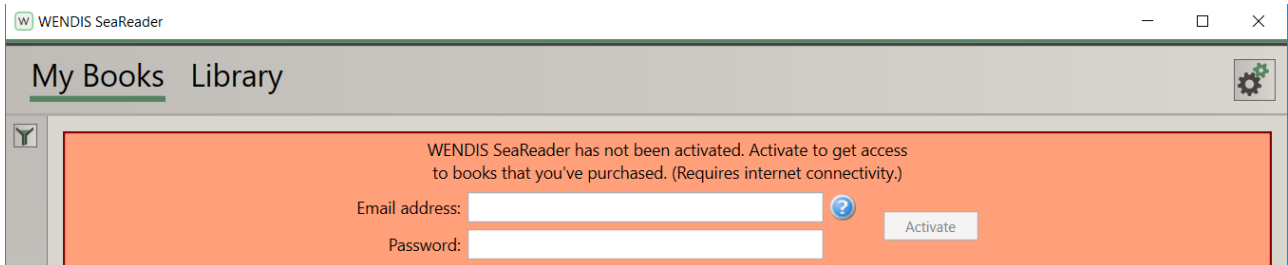 WENDIS SeaReader
My Books Library
WENDIS SeaReader has not been activated. Activate to get access
to books that you've purchased. (Requires internet connectivity.)
Email address:
Activate
Password: